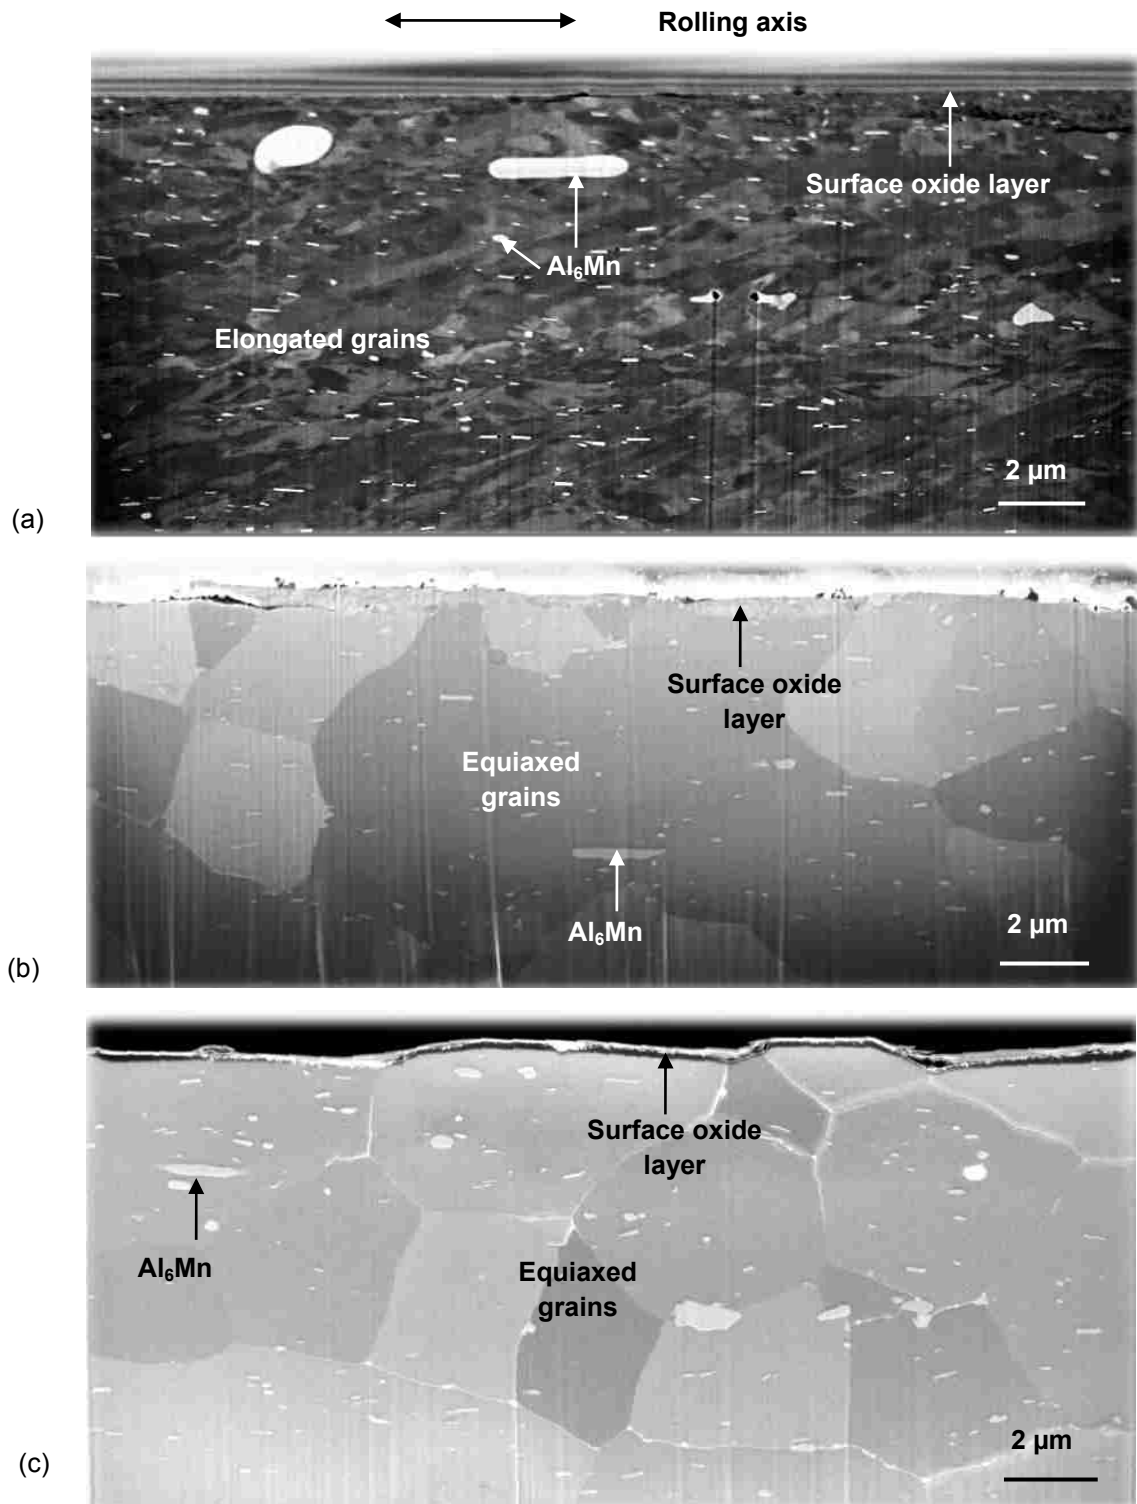 Rolling axis
Surface oxide layer
Al₆Mn
Elongated grains
2 µm
(a)
Surface oxide
layer
Equiaxed
grains
Al₆Mn
2 µm
(b)
Surface oxide
layer
Al₆Mn
Equiaxed
grains
2 µm
(c)